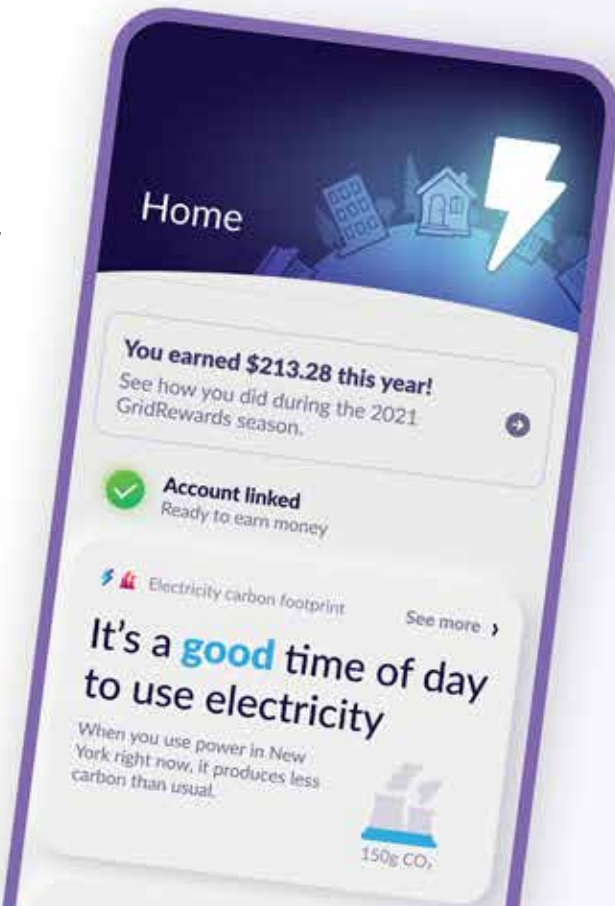 Home
You earned $213.28 this year!
See how you did during the 2021
GridRewards season.
Account linked
Ready to earn money
Electricity carbon footprint
See more
It's a good time of day
to use electricity
When you use power in New
York right now, it produces less
carbon than usual.
150g CO₂